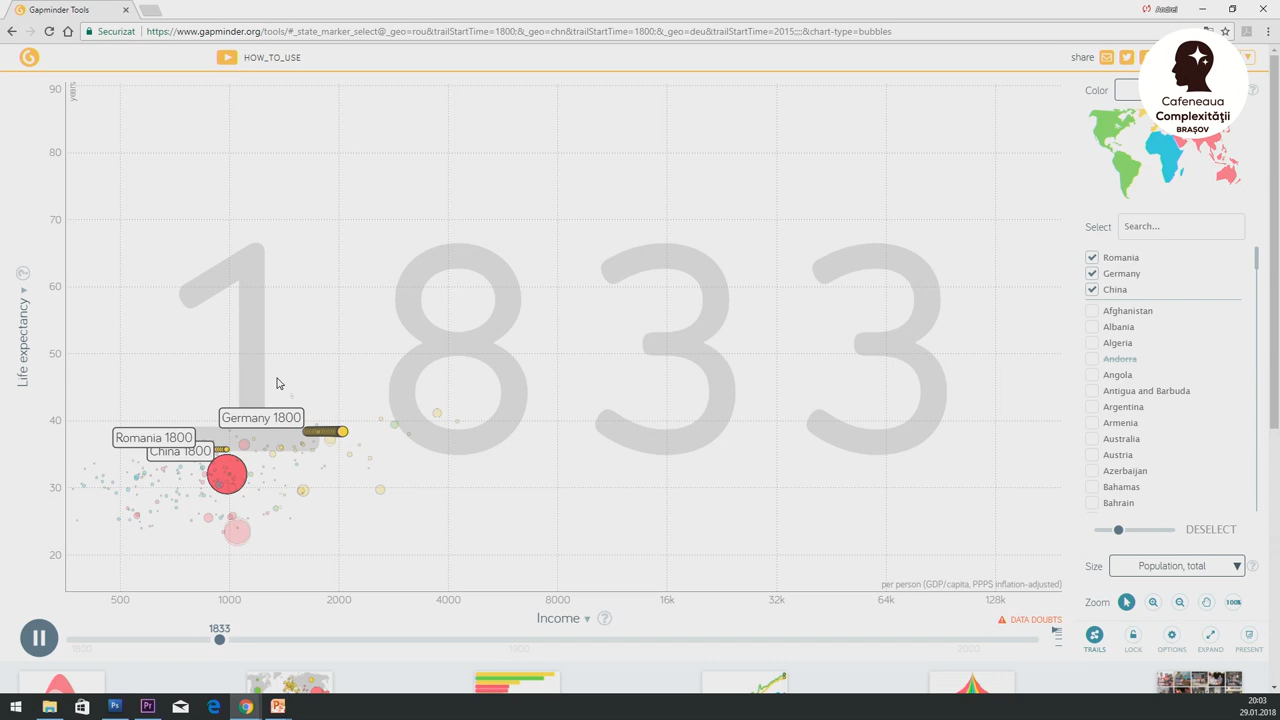 Gapminder Tools
Andrei
Securizat
https://www.gapminder.org/tools/#_state_marker_select@_geo=rou&trailStartTime=1800;&_geo=chn&trailStartTime=1800;&_geo=deu&trailStartTime=2015;;;;&chart-type=bubbles
HOW_TO_USE
share
Cafeneaua
Complexității
BRAȘOV
Color
1833
years
90
80
70
60
50
40
30
20
Life expectancy
Germany 1800
Romania 1800
China 1800
per person (GDP/capita, PPP$ inflation-adjusted)
500
1000
2000
4000
8000
16k
32k
64k
128k
Income
DATA DOUBTS
1833
1800
1900
2000
Select
Search...
Romania
Germany
China
Afghanistan
Albania
Algeria
Andorra
Angola
Antigua and Barbuda
Argentina
Armenia
Australia
Austria
Azerbaijan
Bahamas
Bahrain
DESELECT
Size
Population, total
Zoom
100%
TRAILS
LOCK
OPTIONS
EXPAND
PRESENT
20:03
29.01.2018